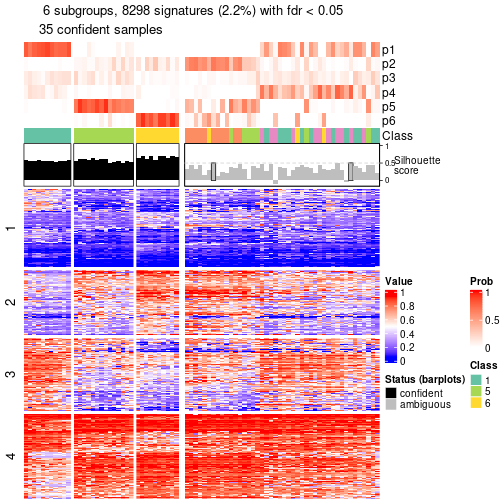 6 subgroups, 8298 signatures (2.2%) with fdr < 0.05
35 confident samples
p1
p2
p3
p4
p5
p6
Class
1
0.5
0
Silhouette
score
1
2
3
4
Value
1
0.8
0.6
0.4
0.2
0
Prob
1
0.5
0
Status (barplots)
confident
ambiguous
Class
1
5
6